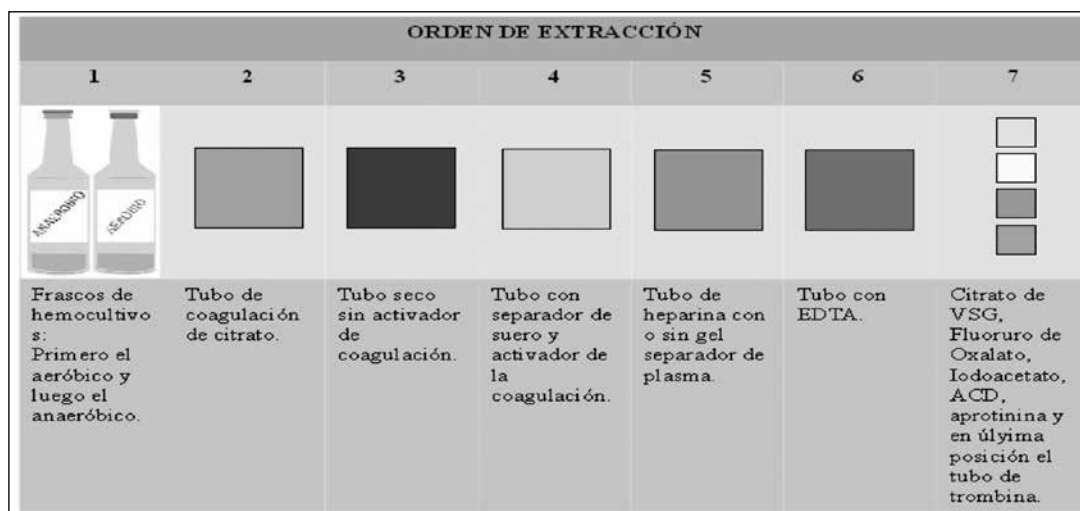 ORDEN DE EXTRACCIÓN
1 2 3 4 5 6 7
ANAEROBIO
AEROBIO
Frascos de
hemocultivo
s:
Primero el
aeróbico y
luego el
anaeróbico.
Tubo de
coagulación
de citrato.
Tubo seco
sin activador
de
coagulación.
Tubo con
separador de
suero y
activador de
la
coagulación.
Tubo de
heparina con
o sin gel
separador de
plasma.
Tubo con
EDTA.
Citrato de
VSG,
Fluoruro de
Oxalato,
Iodoacetato,
ACD,
aprotinina y
en úlyima
posición el
tubo de
trombina.